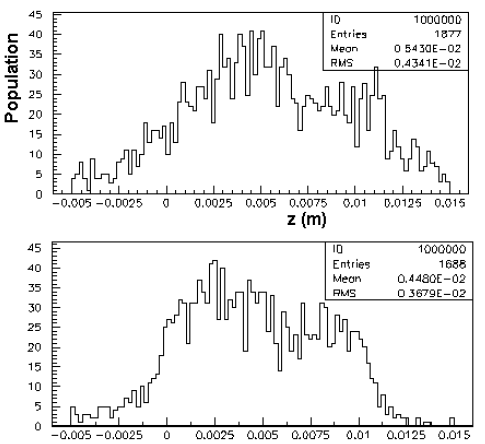 45
ID 1000000
40
Entries 1877
Mean 0.5430E-02
35
RMS 0.4341E-02
30
25
20
15
10
5
0
Population
-0.005 -0.0025 0 0.0025 0.005 0.0075 0.01 0.0125 0.015
z (m)
45
ID 1000000
40
Entries 1688
Mean 0.4480E-02
35
RMS 0.3679E-02
30
25
20
15
10
5
0
-0.005 -0.0025 0 0.0025 0.005 0.0075 0.01 0.0125 0.015